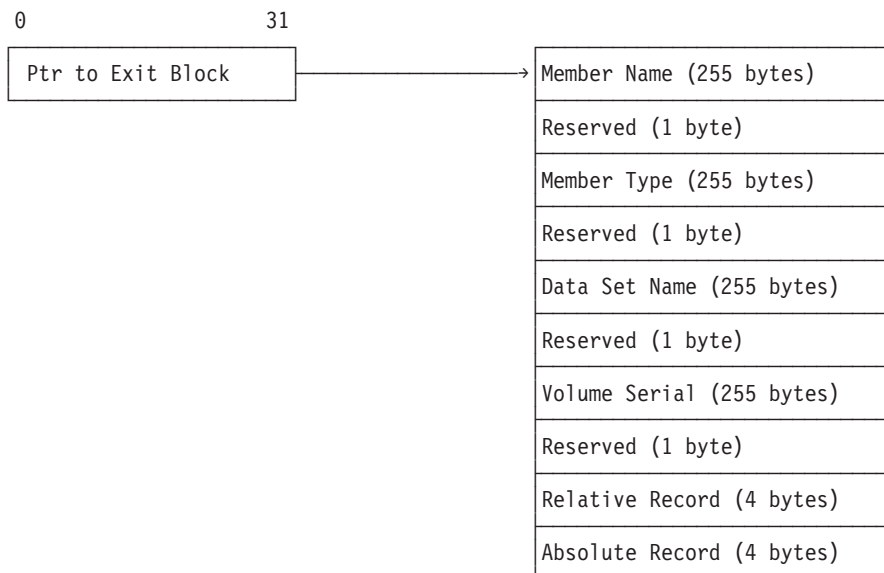 0 31
Ptr to Exit Block
Member Name (255 bytes)
Reserved (1 byte)
Member Type (255 bytes)
Reserved (1 byte)
Data Set Name (255 bytes)
Reserved (1 byte)
Volume Serial (255 bytes)
Reserved (1 byte)
Relative Record (4 bytes)
Absolute Record (4 bytes)